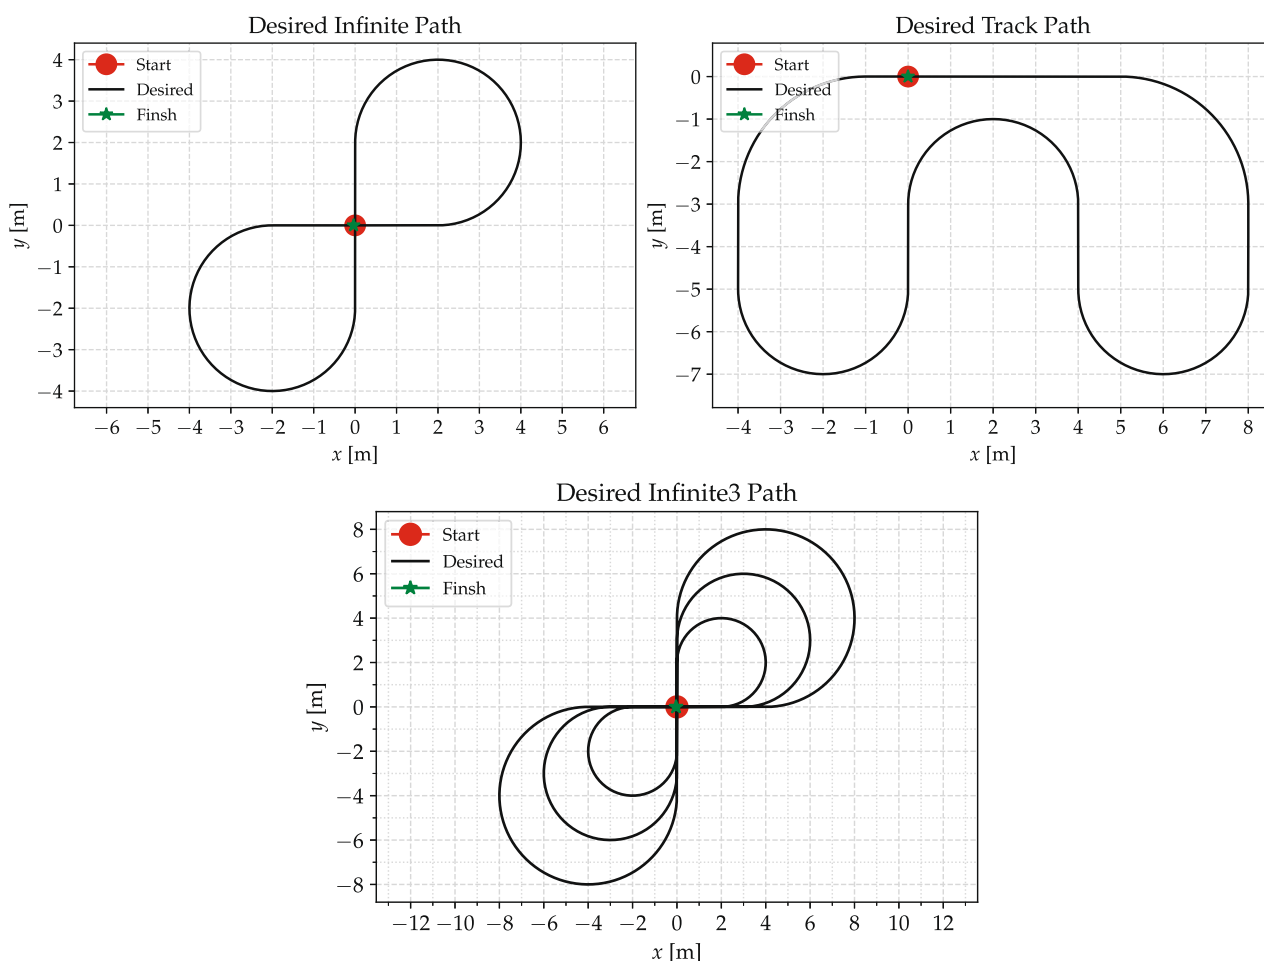 Desired Infinite Path
Start
Desired
Finsh
4
3
2
1
0
−1
−2
−3
−4
y [m]
−6 −5 −4 −3 −2 −1 0 1 2 3 4 5 6
x [m]
Desired Track Path
Start
Desired
Finsh
0
−1
−2
−3
−4
−5
−6
−7
y [m]
−4 −3 −2 −1 0 1 2 3 4 5 6 7 8
x [m]
Desired Infinite3 Path
Start
Desired
Finsh
8
6
4
2
0
−2
−4
−6
−8
y [m]
−12 −10 −8 −6 −4 −2 0 2 4 6 8 10 12
x [m]